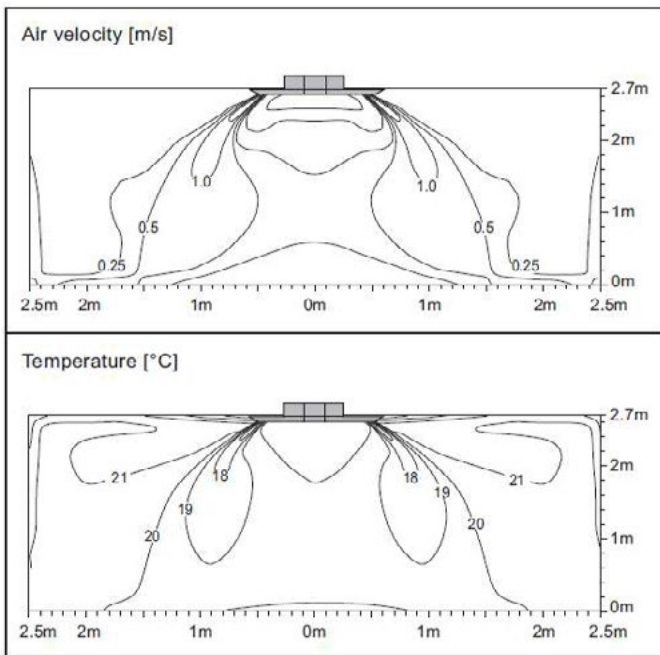 Air velocity [m/s]
2.7m
2m
1.0 1.0
1m
0.5 0.5
0.25 0.25
0m
2.5m 2m 1m 0m 1m 2m 2.5m
Temperature [°C]
2.7m
2m
21 18 18 21
19 19
20 20
1m
0m
2.5m 2m 1m 0m 1m 2m 2.5m